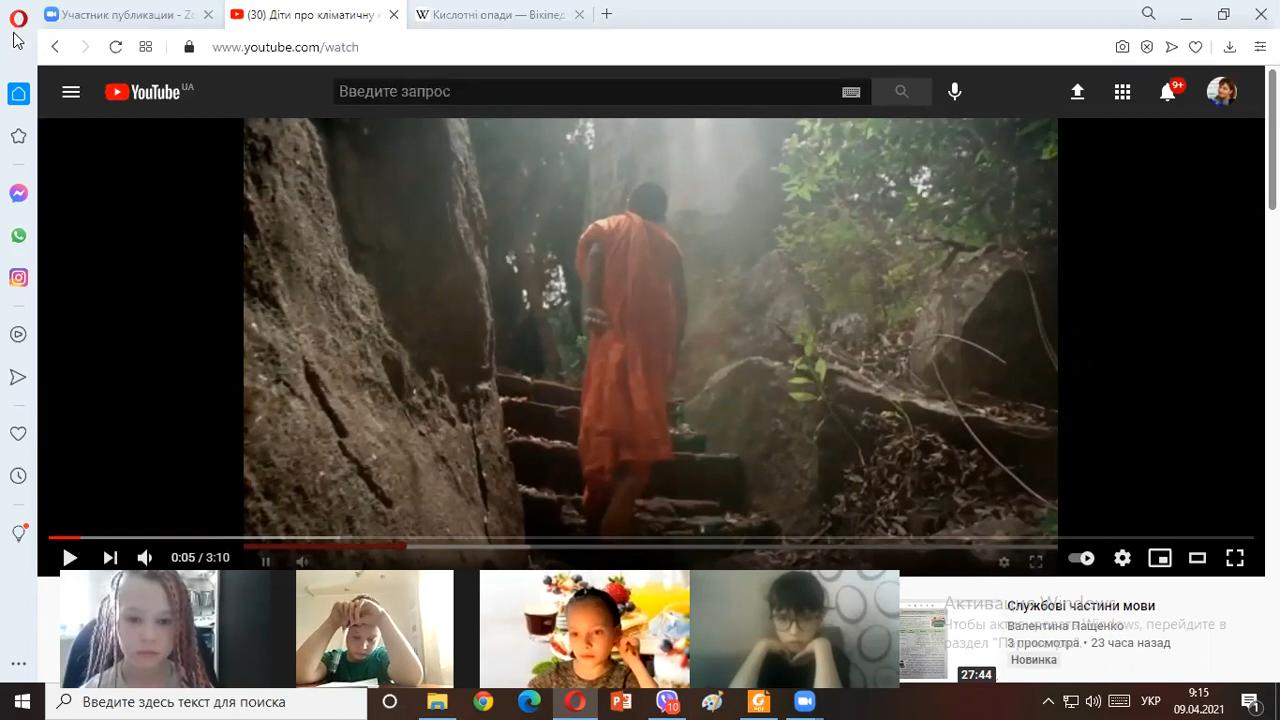 Участник публикации - Zo
(30) Діти про кліматичну
Кислотні опади — Вікіпед
www.youtube.com/watch
YouTube UA
Введите запрос
9+
0:05 / 3:10
Службові частини мови
Валентина Пащенко
3 просмотра • 23 часа назад
Новинка
27:44
Активация Windows
Чтобы активировать Windows, перейдите в
раздел "Пар
Введите здесь текст для поиска
10
УКР
9:15
09.04.2021
1